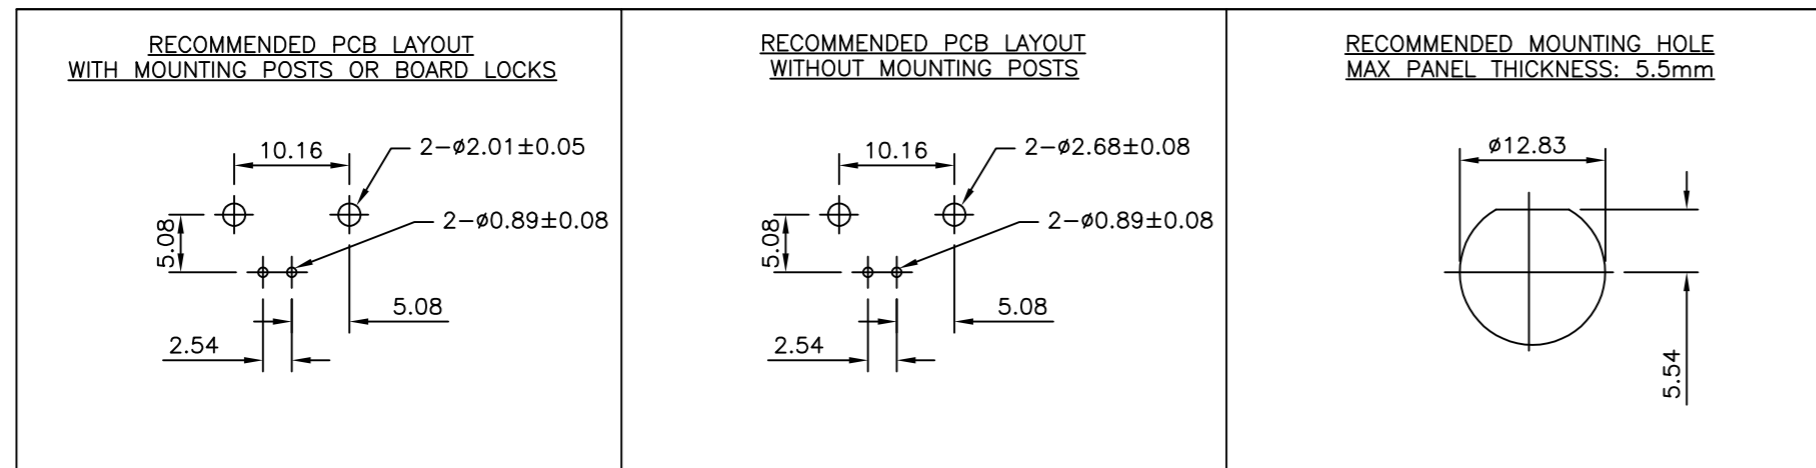 RECOMMENDED PCB LAYOUT
WITH MOUNTING POSTS OR BOARD LOCKS
10.16
2-ø2.01±0.05
2-ø0.89±0.08
5.08
5.08
2.54
RECOMMENDED PCB LAYOUT
WITHOUT MOUNTING POSTS
10.16
2-ø2.68±0.08
2-ø0.89±0.08
5.08
5.08
2.54
RECOMMENDED MOUNTING HOLE
MAX PANEL THICKNESS: 5.5mm
ø12.83
5.54